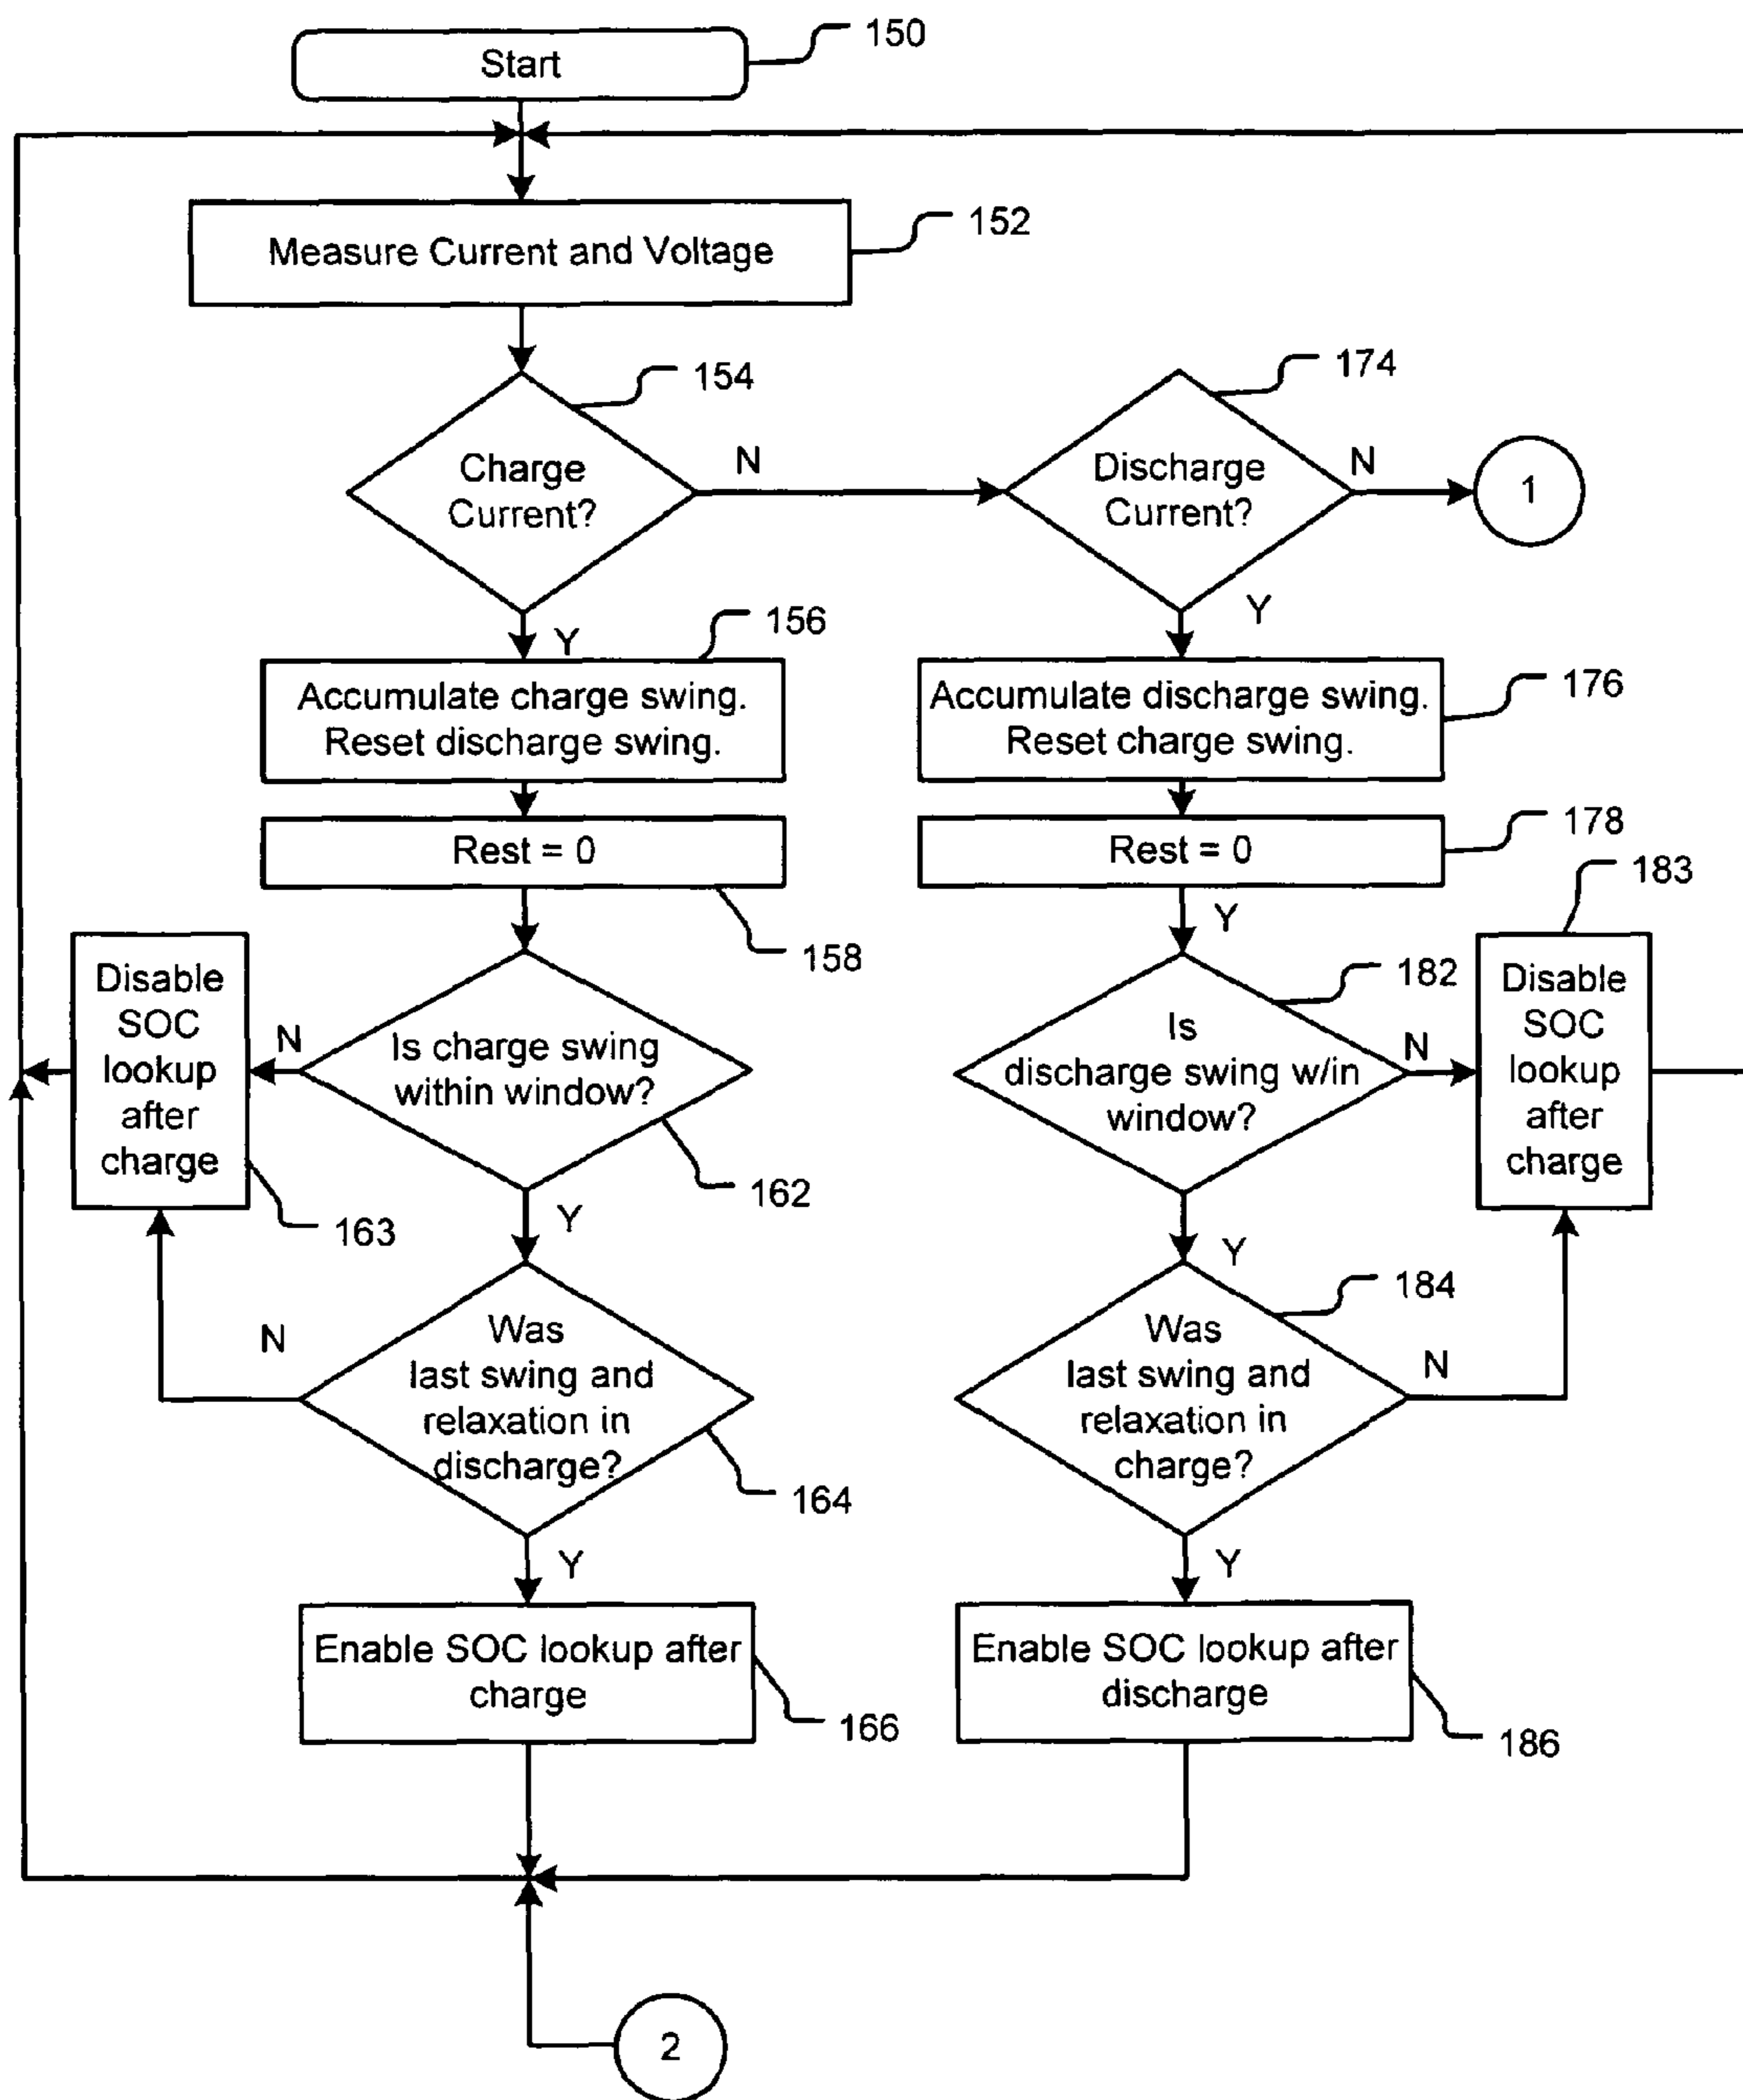 Start
150
Measure Current and Voltage
152
154
Charge
Current?
N
174
Discharge
Current?
N
1
Y
156
Accumulate charge swing.
Reset discharge swing.
Y
176
Accumulate discharge swing.
Reset charge swing.
Rest = 0
158
Rest = 0
178
Y
183
Disable
SOC
lookup
after
charge
163
N
Is charge swing
within window?
162
Y
182
Is
discharge swing w/in
window?
N
Disable
SOC
lookup
after
charge
Y
N
Was
last swing and
relaxation in
discharge?
164
Y
184
Was
last swing and
relaxation in
charge?
N
Y
Enable SOC lookup after
charge
166
Enable SOC lookup after
discharge
186
2